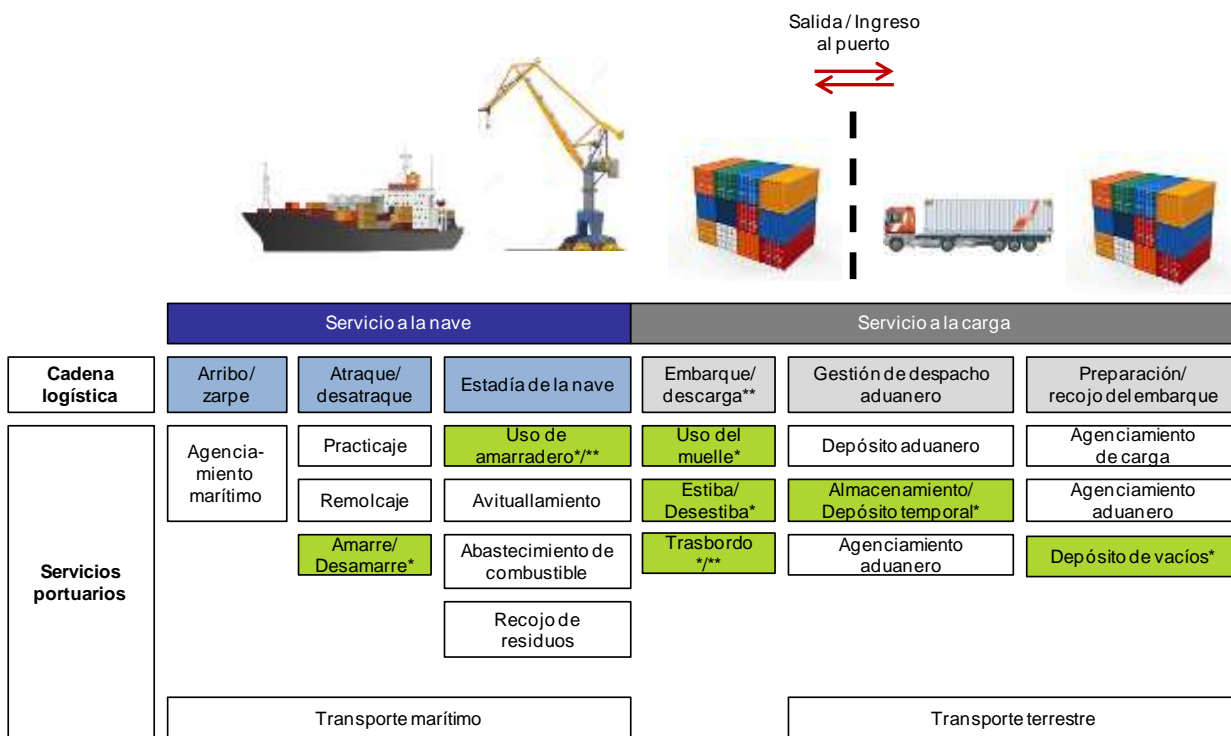 Salida / Ingreso
al puerto
Servicio a la nave
Servicio a la carga
Cadena
logística
Arribo/
zarpe
Atraque/
desatraque
Estadía de la nave
Embarque/
descarga**
Gestión de despacho
aduanero
Preparación/
recojo del embarque
Servicios
portuarios
Agencia-
miento
marítimo
Practicaje
Remolcaje
Amarre/
Desamarre*
Uso de
amarradero*/**
Avituallamiento
Abastecimiento de
combustible
Recojo de
residuos
Uso del
muelle*
Estiba/
Desestiba*
Trasbordo
*/**
Depósito aduanero
Almacenamiento/
Depósito temporal*
Agenciamiento
aduanero
Agenciamiento
de carga
Agenciamiento
aduanero
Depósito de vacíos*
Transporte marítimo
Transporte terrestre